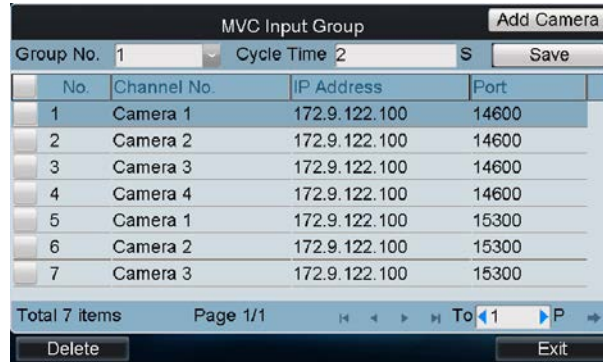 MVC Input Group Add Camera
Group No. 1 Cycle Time 2 S Save
No. Channel No. IP Address Port
1 Camera 1 172.9.122.100 14600
2 Camera 2 172.9.122.100 14600
3 Camera 3 172.9.122.100 14600
4 Camera 4 172.9.122.100 14600
5 Camera 1 172.9.122.100 15300
6 Camera 2 172.9.122.100 15300
7 Camera 3 172.9.122.100 15300
Total 7 items Page 1/1 To 1 P
Delete Exit